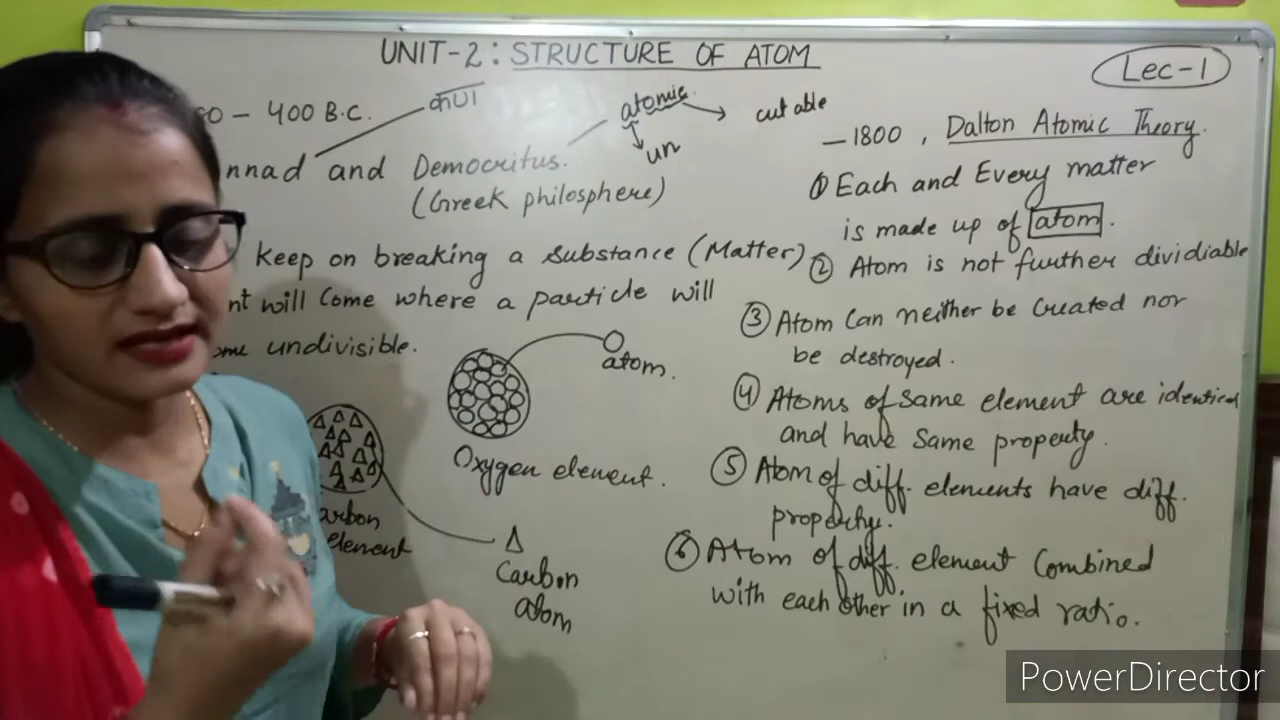 UNIT-2: STRUCTURE OF ATOM
Lec-1
00 – 400 B.C.
कण
atomic
cut able
un
nnad and Democritus.
(Greek philosphere)
keep on breaking a substance (Matter)
nt will Come where a particle will
ome undivisible.
atom.
Oxygen element.
arbon
element
Carbon
atom
– 1800 , Dalton Atomic Theory.
① Each and Every matter
is made up of atom.
② Atom is not further dividiable
③ Atom Can neither be Created nor
be destroyed.
④ Atoms of same element are identical
and have same property.
⑤ Atom of diff. elements have diff.
property.
⑥ Atom of diff. element Combined
with each other in a fixed ratio.
PowerDirector